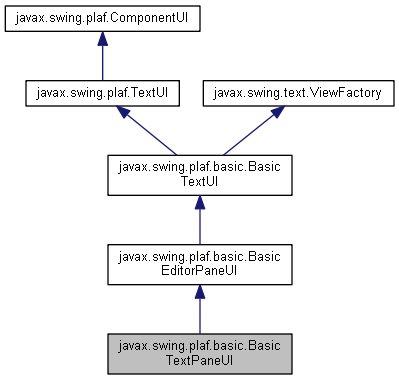 javax.swing.plaf.ComponentUI
javax.swing.plaf.TextUI
javax.swing.text.ViewFactory
javax.swing.plaf.basic.Basic
TextUI
javax.swing.plaf.basic.Basic
EditorPaneUI
javax.swing.plaf.basic.Basic
TextPaneUI